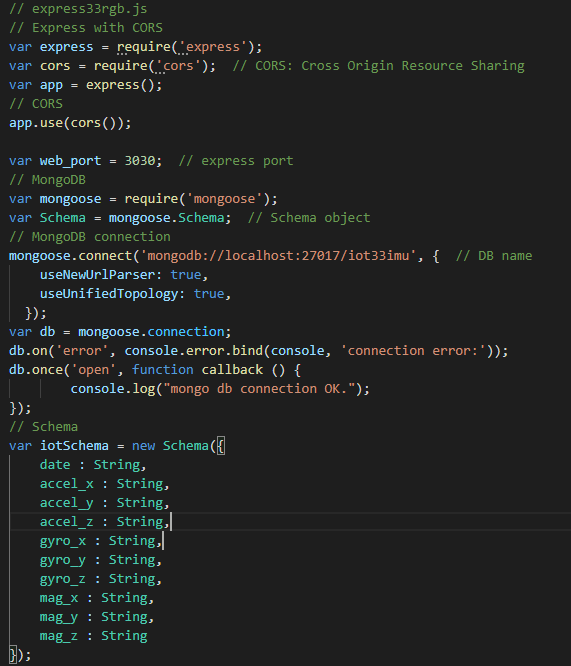 // express33rgb.js
// Express with CORS
var express = require('express');
var cors = require('cors');  // CORS: Cross Origin Resource Sharing
var app = express();
// CORS
app.use(cors());

var web_port = 3030;  // express port
// MongoDB
var mongoose = require('mongoose');
var Schema = mongoose.Schema;  // Schema object
// MongoDB connection
mongoose.connect('mongodb://localhost:27017/iot33imu', {  // DB name
    useNewUrlParser: true,
    useUnifiedTopology: true,
  });
var db = mongoose.connection;
db.on('error', console.error.bind(console, 'connection error:'));
db.once('open', function callback () {
        console.log("mongo db connection OK.");
});
// Schema
var iotSchema = new Schema({
    date : String,
    accel_x : String,
    accel_y : String,
    accel_z : String,
    gyro_x : String,
    gyro_y : String,
    gyro_z : String,
    mag_x : String,
    mag_y : String,
    mag_z : String
});